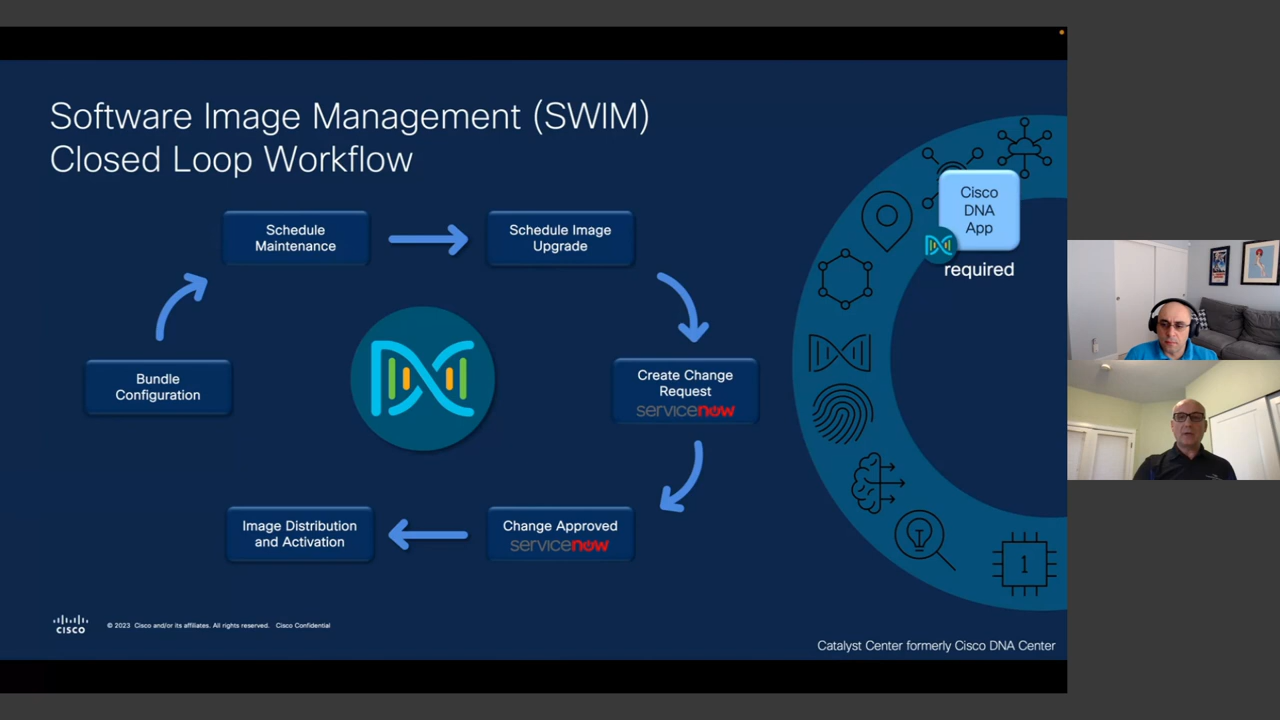 Software Image Management (SWIM)
Closed Loop Workflow
Schedule
Maintenance
Schedule Image
Upgrade
Cisco
DNA
App
required
Bundle
Configuration
Create Change
Request
servicenow
Image Distribution
and Activation
Change Approved
servicenow
1
CISCO
© 2023 Cisco and/or its affiliates. All rights reserved. Cisco Confidential
Catalyst Center formerly Cisco DNA Center